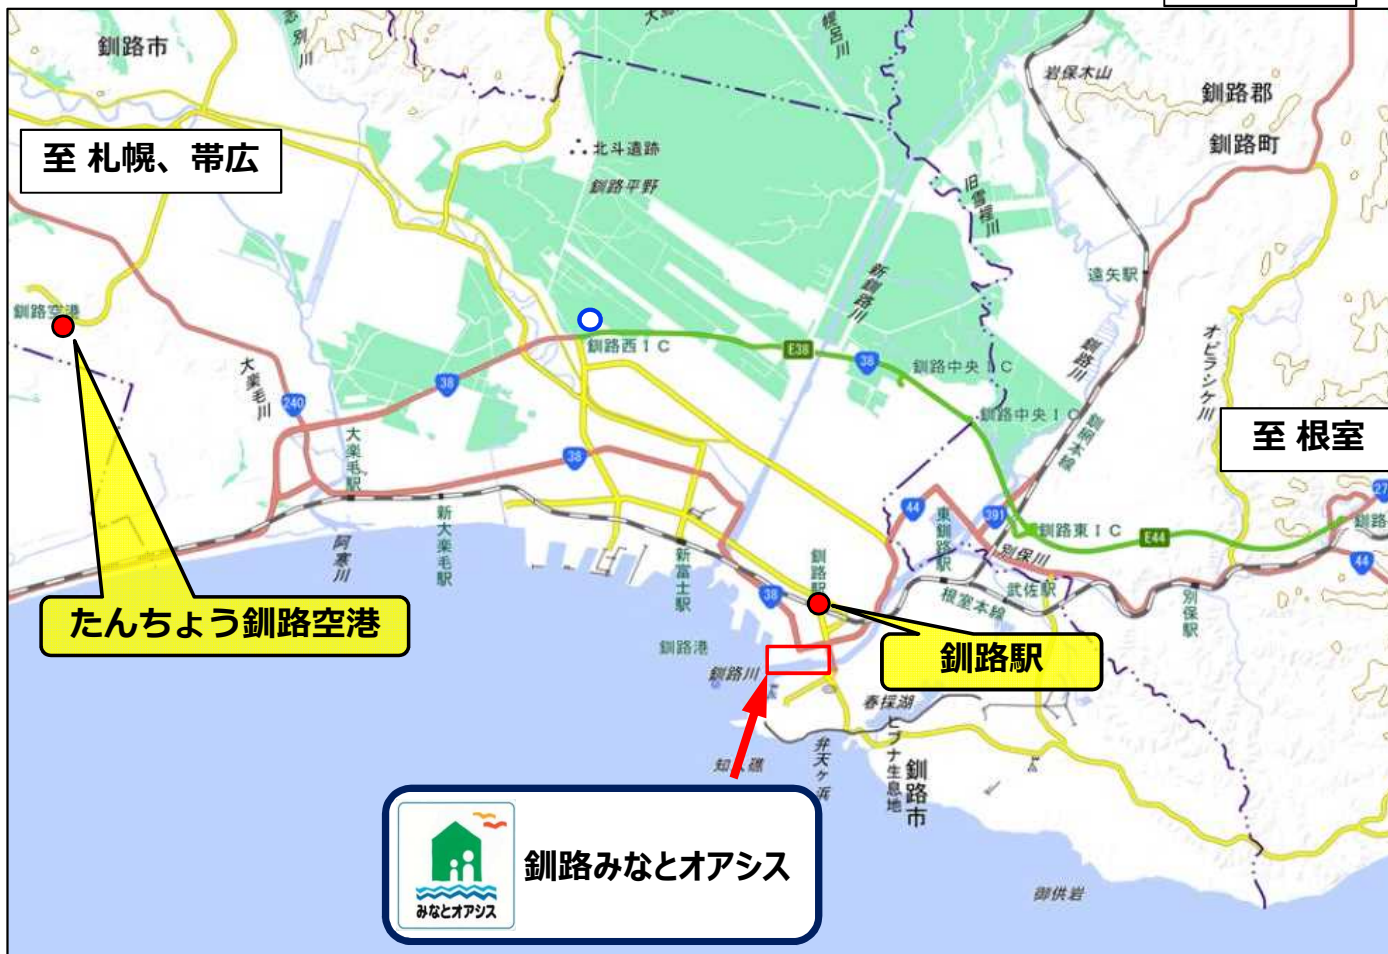 釧路市
至 札幌、帯広
北斗遺跡
釧路平野
幌呂川
岩保木山
釧路郡
釧路町
旧雪裡川
新釧路川
遠矢駅
釧路川
オビラシケ川
釧路空港
大楽毛川
240
38
釧路西IC
E38
38
釧路中央IC
釧路中央IC
釧網本線
至 根室
大楽毛駅
38
新大楽毛駅
阿寒川
新富士駅
釧路駅
38
44
東釧路駅
391
釧路東IC
E44
別保川
武佐駅
根室本線
別保駅
44
27
釧路
たんちょう釧路空港
釧路駅
釧路港
釧路川
春採湖
ヒブナ生息地
弁天ヶ浜
釧路市
御供岩
みなとオアシス
釧路みなとオアシス